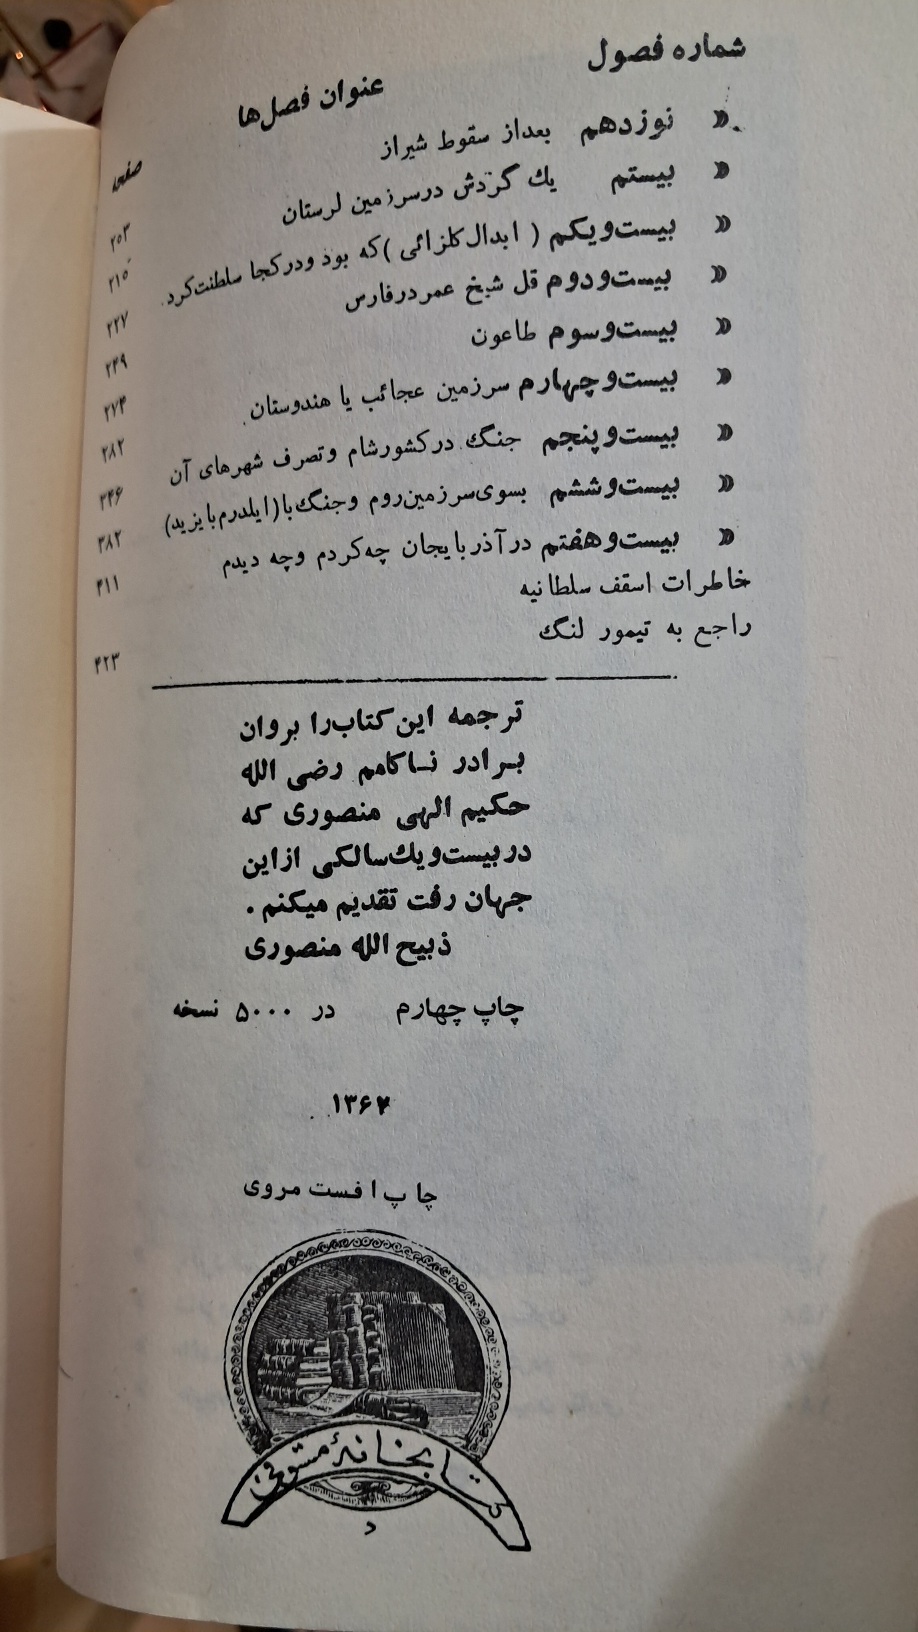 شماره فصول
عنوان فصل‌ها
صفحه
« نوزدهم بعداز سقوط شیراز ۲۰۳
« بیستم یك گردش درسرزمین لرستان ۲۱۵
« بیست‌ویکم ( ابدال کلزائی ) که بود ودرکجا سلطنت‌کرد. ۲۲۷
« بیست‌ودوم قل شیخ عمر درفارس ۲۴۹
« بیست‌وسوم طاعون ۲۷۴
« بیست‌وچهارم سرزمین عجائب یا هندوستان. ۲۸۲
« بیست‌وپنجم جنگ درکشورشام وتصرف شهرهای آن ۳۴۶
« بیست‌وششم بسوی‌سرزمین‌روم وجنگ‌با(ایلدرم‌بایزید) ۳۸۲
« بیست‌وهفتم درآذربایجان چه‌کردم وچه دیدم ۴۱۱
خاطرات اسقف سلطانیه
راجع به تیمور لنگ ۴۲۳
ترجمه این‌کتاب‌را بروان
برادر ناکامم رضی الله
حکیم الهی منصوری که
دربیست‌ویك‌سالگی ازاین
جهان رفت تقدیم میکنم .
ذبیح الله منصوری
چاپ چهارم در ۵۰۰۰ نسخه
چاپ افست مروی
کتابخانهٔ مستوفی
د